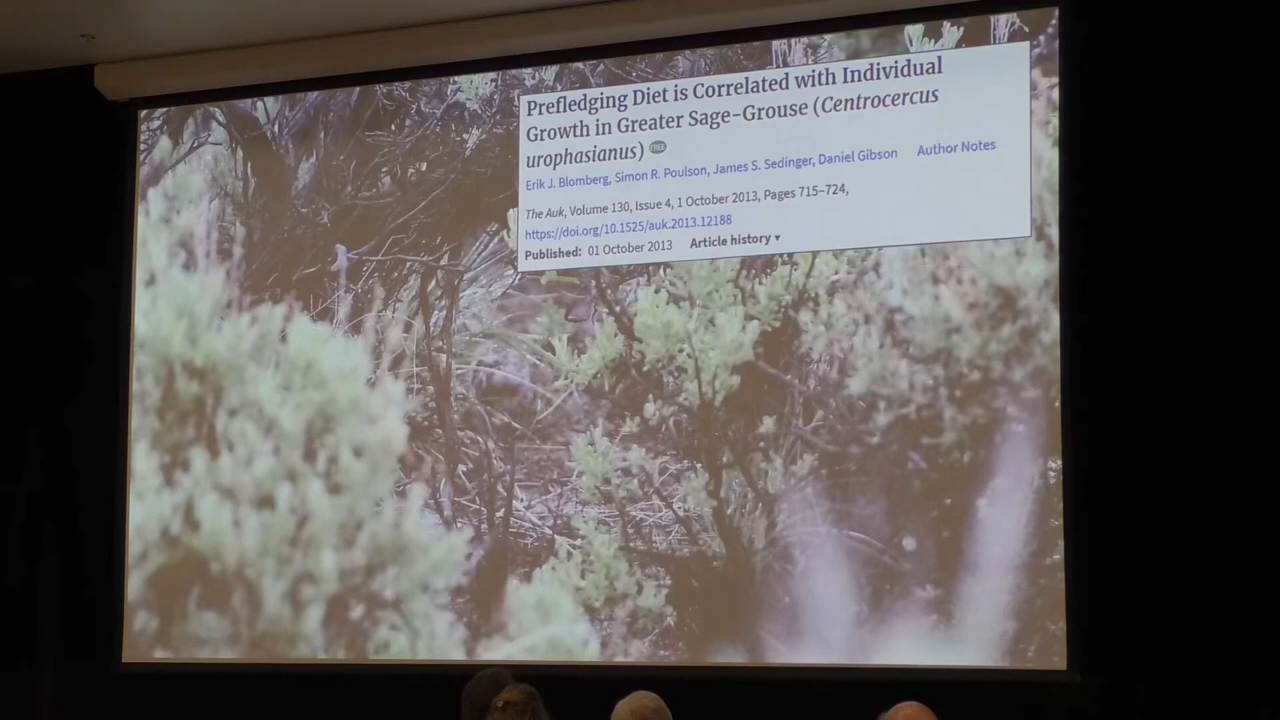 Prefledging Diet is Correlated with Individual
Growth in Greater Sage-Grouse (Centrocercus
urophasianus) FREE
Erik J. Blomberg, Simon R. Poulson, James S. Sedinger, Daniel Gibson Author Notes
The Auk, Volume 130, Issue 4, 1 October 2013, Pages 715–724,
https://doi.org/10.1525/auk.2013.12188
Published: 01 October 2013 Article history ▾